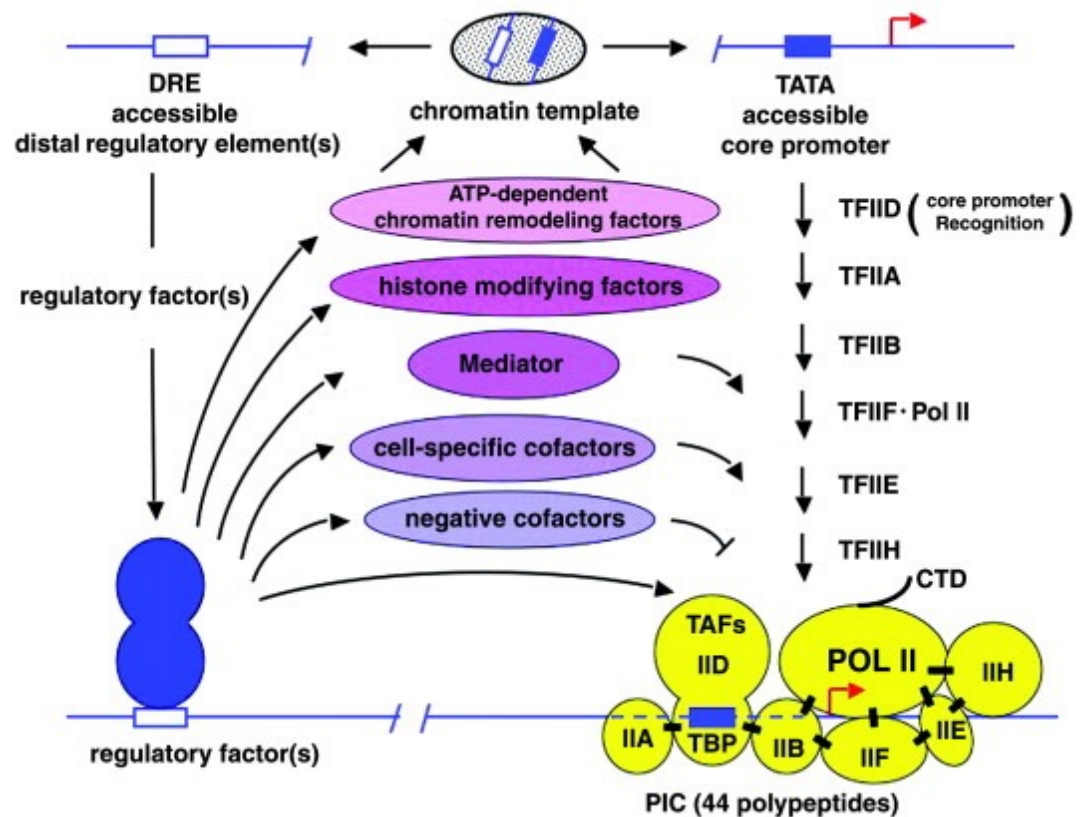 DRE
accessible
distal regulatory element(s)
chromatin template
TATA
accessible
core promoter
ATP-dependent
chromatin remodeling factors
TFIID ( core promoter
Recognition )
regulatory factor(s)
histone modifying factors
TFIIA
Mediator
TFIIB
TFIIF · Pol II
cell-specific cofactors
TFIIE
negative cofactors
TFIIH
CTD
TAFs
IID
POL II
IIH
IIA
TBP
IIB
IIF
IIE
regulatory factor(s)
PIC (44 polypeptides)